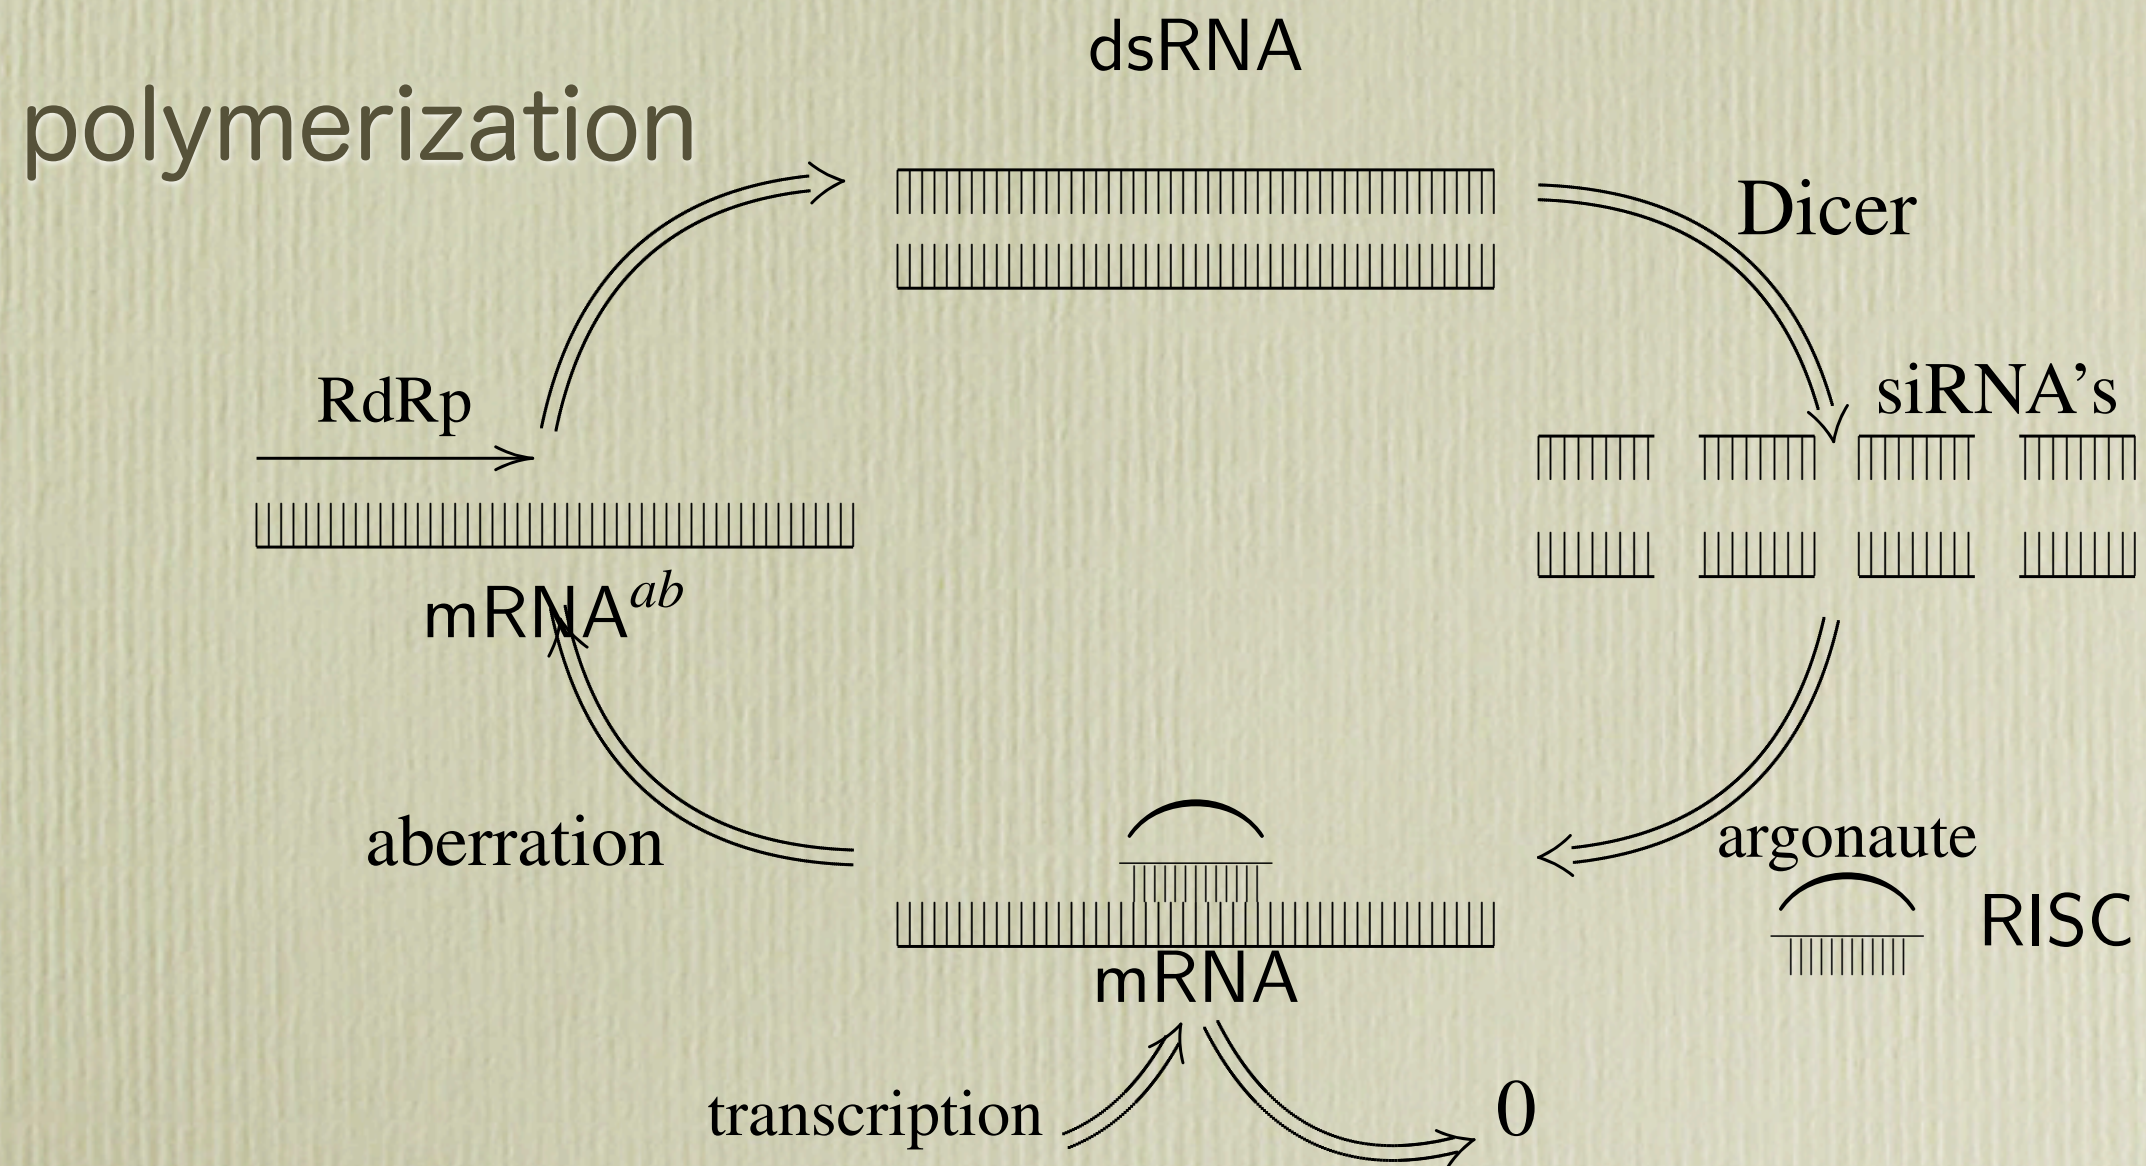 dsRNA
polymerization
Dicer
RdRp
siRNA’s
mRNA^ab
aberration
argonaute
RISC
mRNA
transcription
0